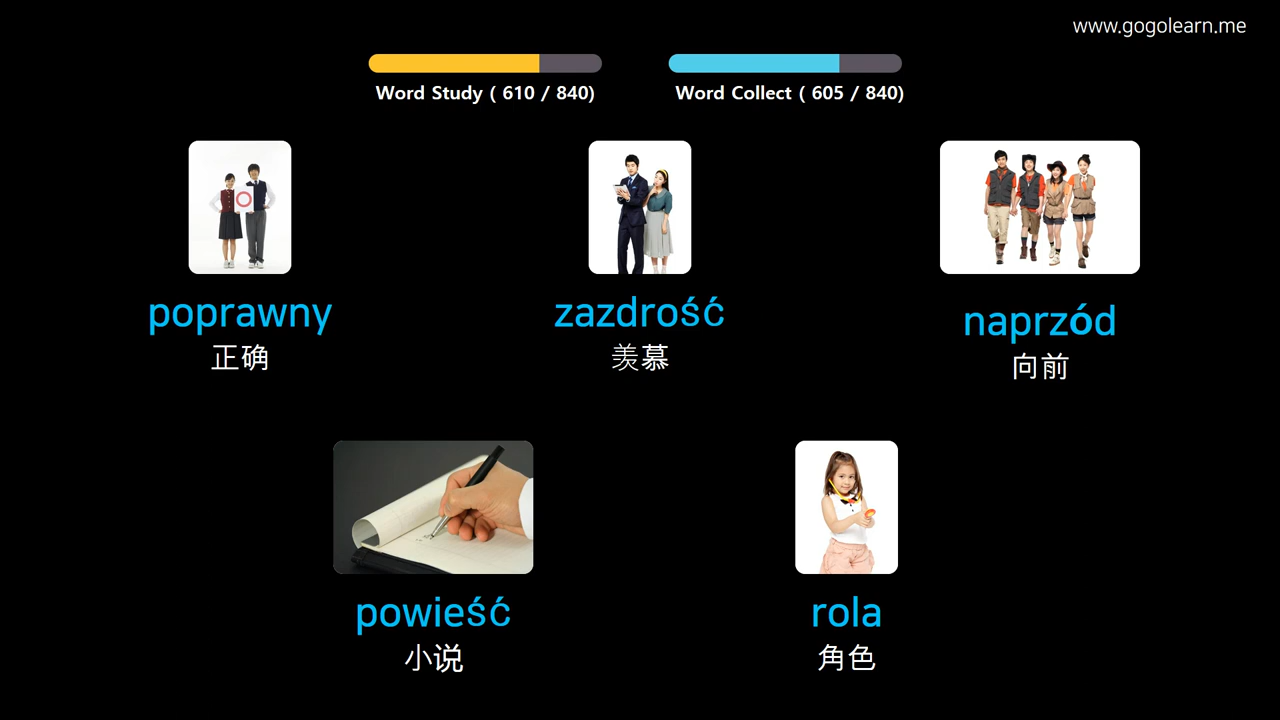 www.gogolearn.me
Word Study ( 610 / 840)
Word Collect ( 605 / 840)
poprawny
正确
zazdrość
羡慕
naprzód
向前
powieść
小说
rola
角色